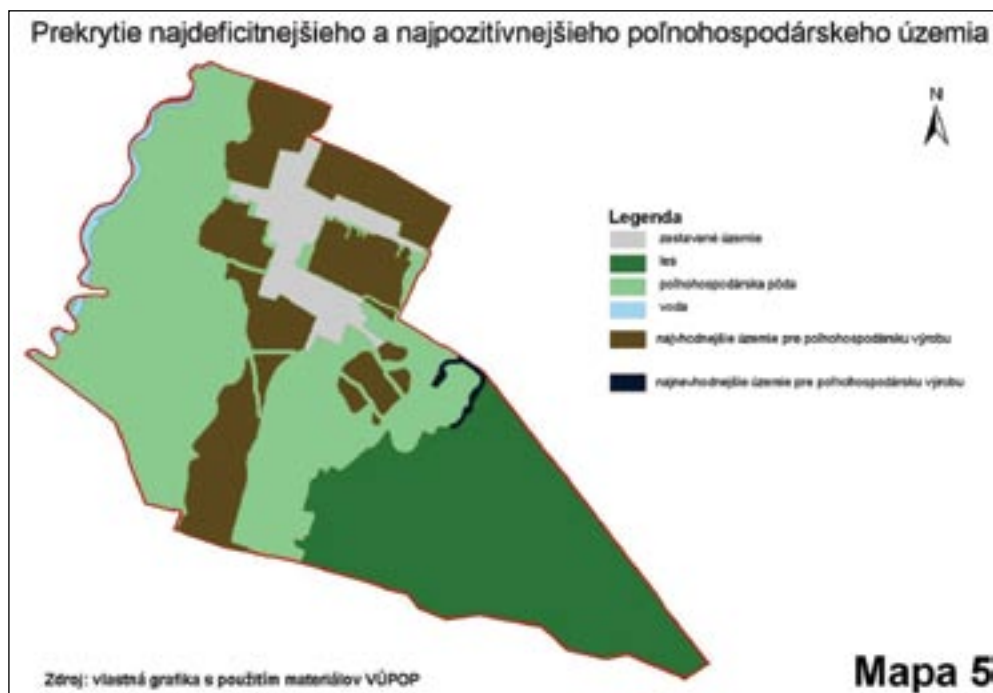 Prekrytie najdeficitnejšieho a najpozitívnejšieho poľnohospodárskeho územia
N
Legenda
zastavené územie
les
poľnohospodárska pôda
voda
najvhodnejšie územie pre poľnohospodársku výrobu
najnevhodnejšie územie pre poľnohospodársku výrobu
Zdroj: vlastná grafika s použitím materiálov VÚPOP
Mapa 5